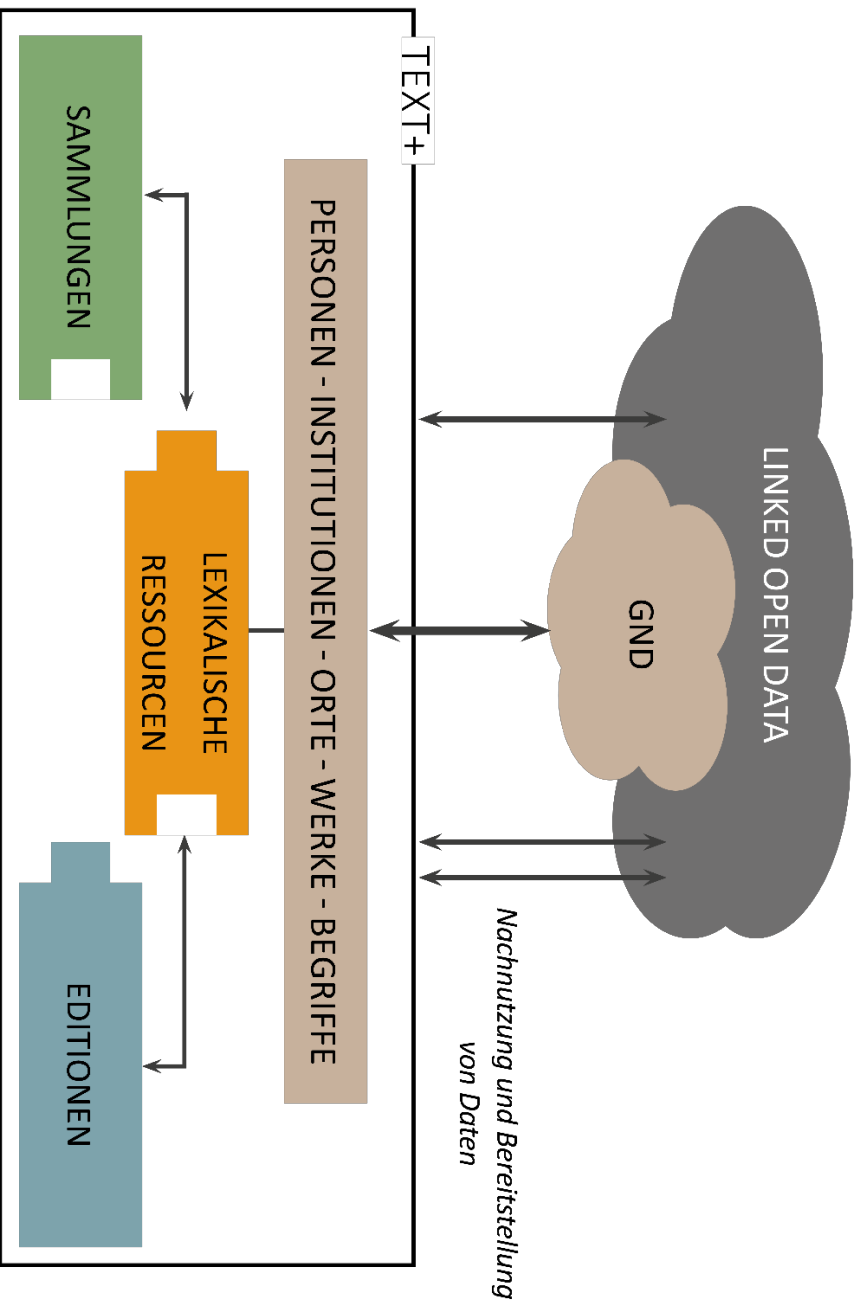 LINKED OPEN DATA
GND
Nachnutzung und Bereitstellung
von Daten
TEXT+
PERSONEN - INSTITUTIONEN - ORTE - WERKE - BEGRIFFE
LEXIKALISCHE
RESSOURCEN
SAMMLUNGEN
EDITIONEN